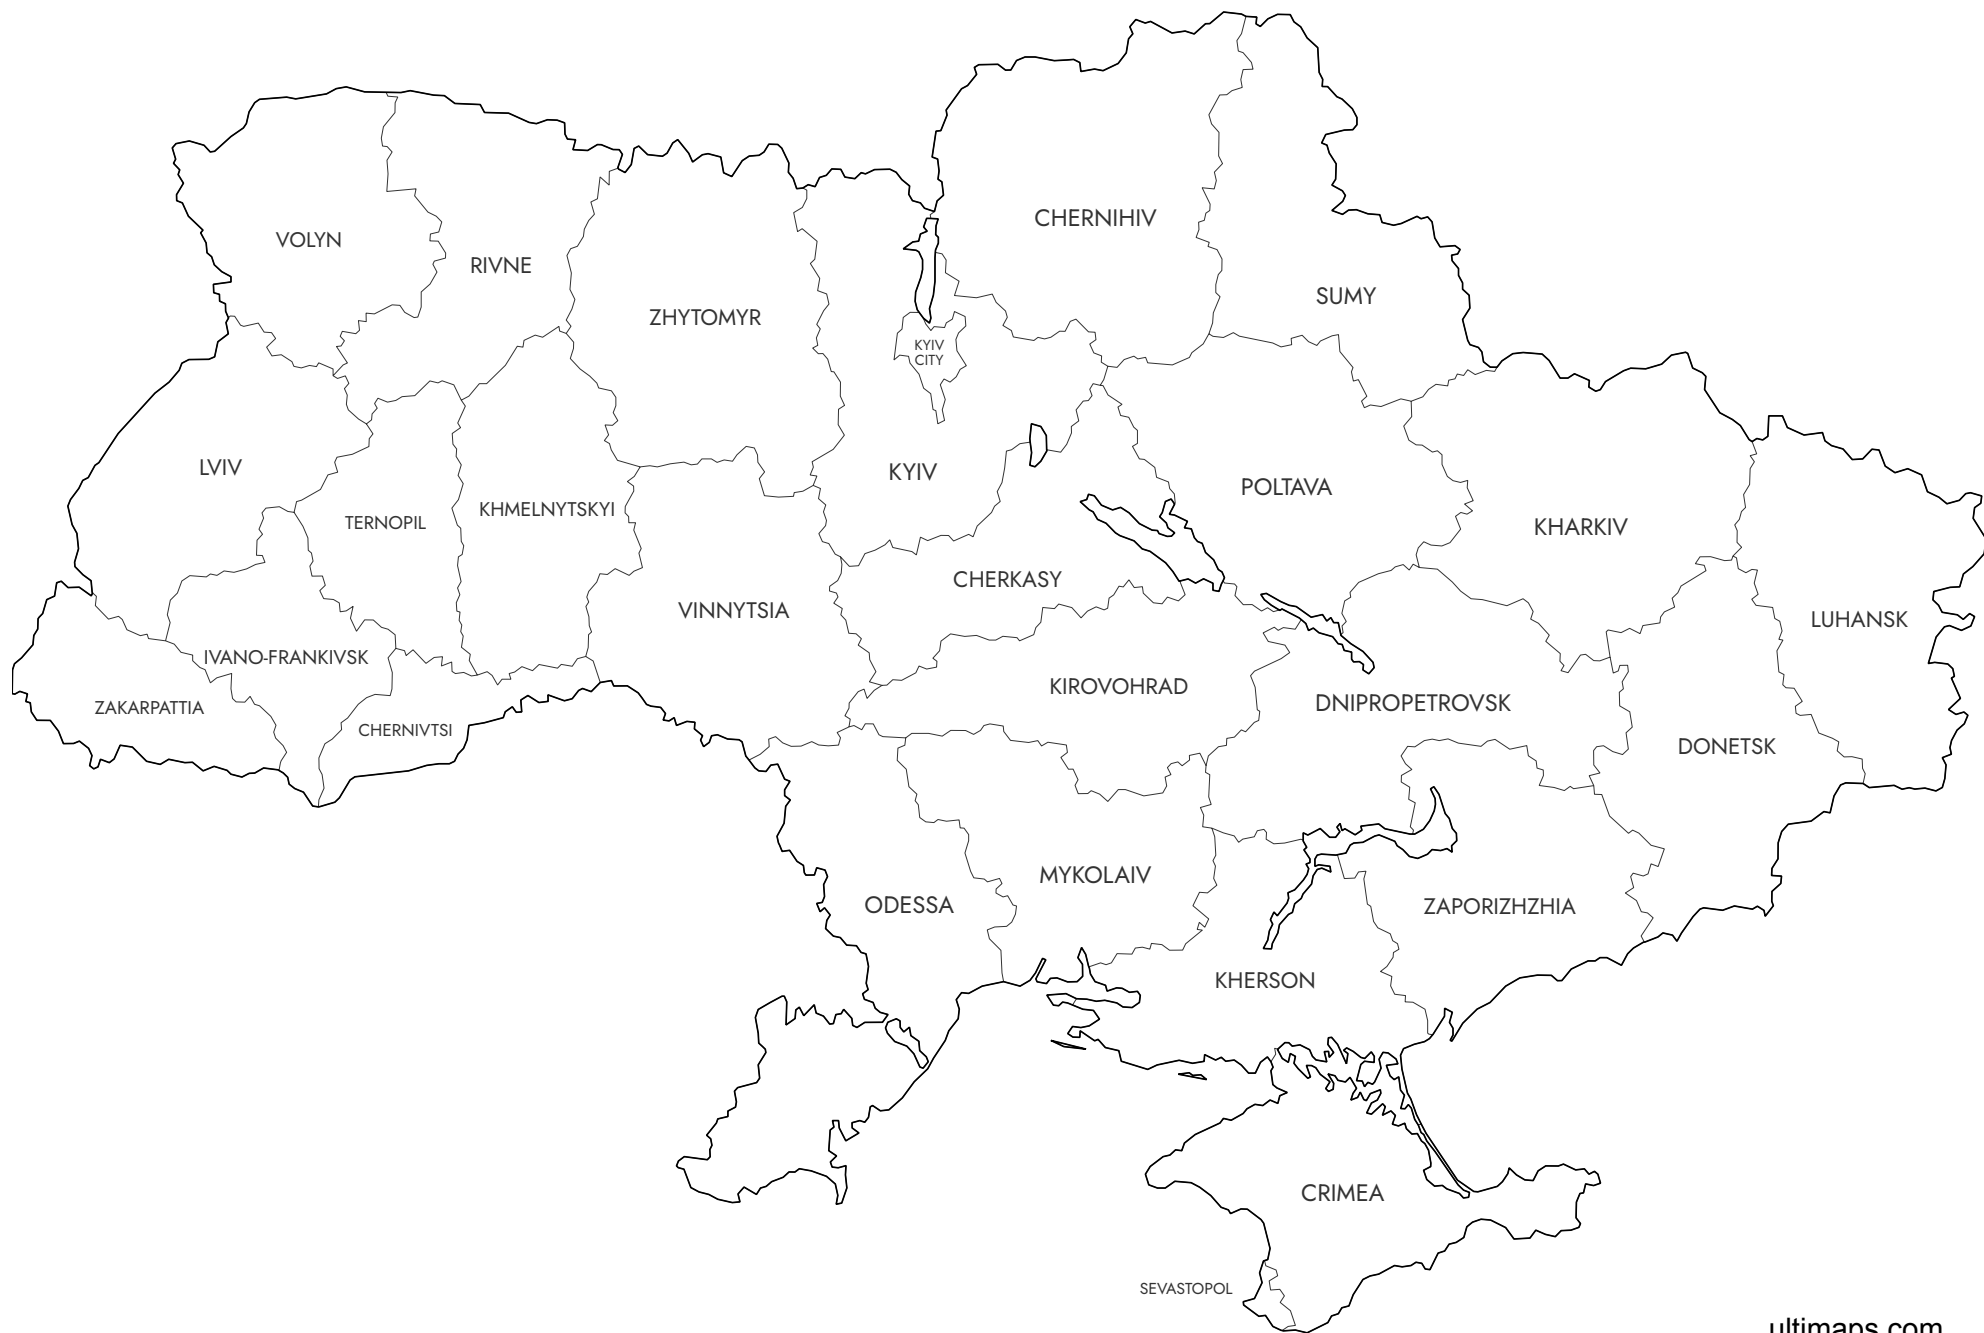 CHERNIHIV
VOLYN
RIVNE
SUMY
ZHYTOMYR
KYIV
CITY
LVIV
KYIV
POLTAVA
KHMELNYTSKYI
TERNOPIL
KHARKIV
CHERKASY
VINNYTSIA
LUHANSK
IVANO-FRANKIVSK
KIROVOHRAD
ZAKARPATTIA
DNIPROPETROVSK
CHERNIVTSI
DONETSK
MYKOLAIV
ODESSA
ZAPORIZHZHIA
KHERSON
CRIMEA
SEVASTOPOL
ultimaps.com